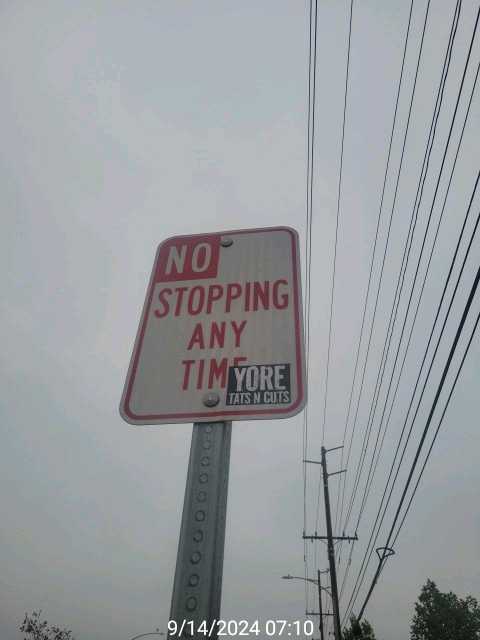 NO
STOPPING
ANY
TIME
YORE
TATS N CUTS
9/14/2024 07:10